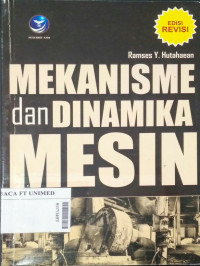 EDISI
REVISI
Ramses Y. Hutahaean
MEKANISME
dan DINAMIKA
MESIN
BACA FT UNIMED